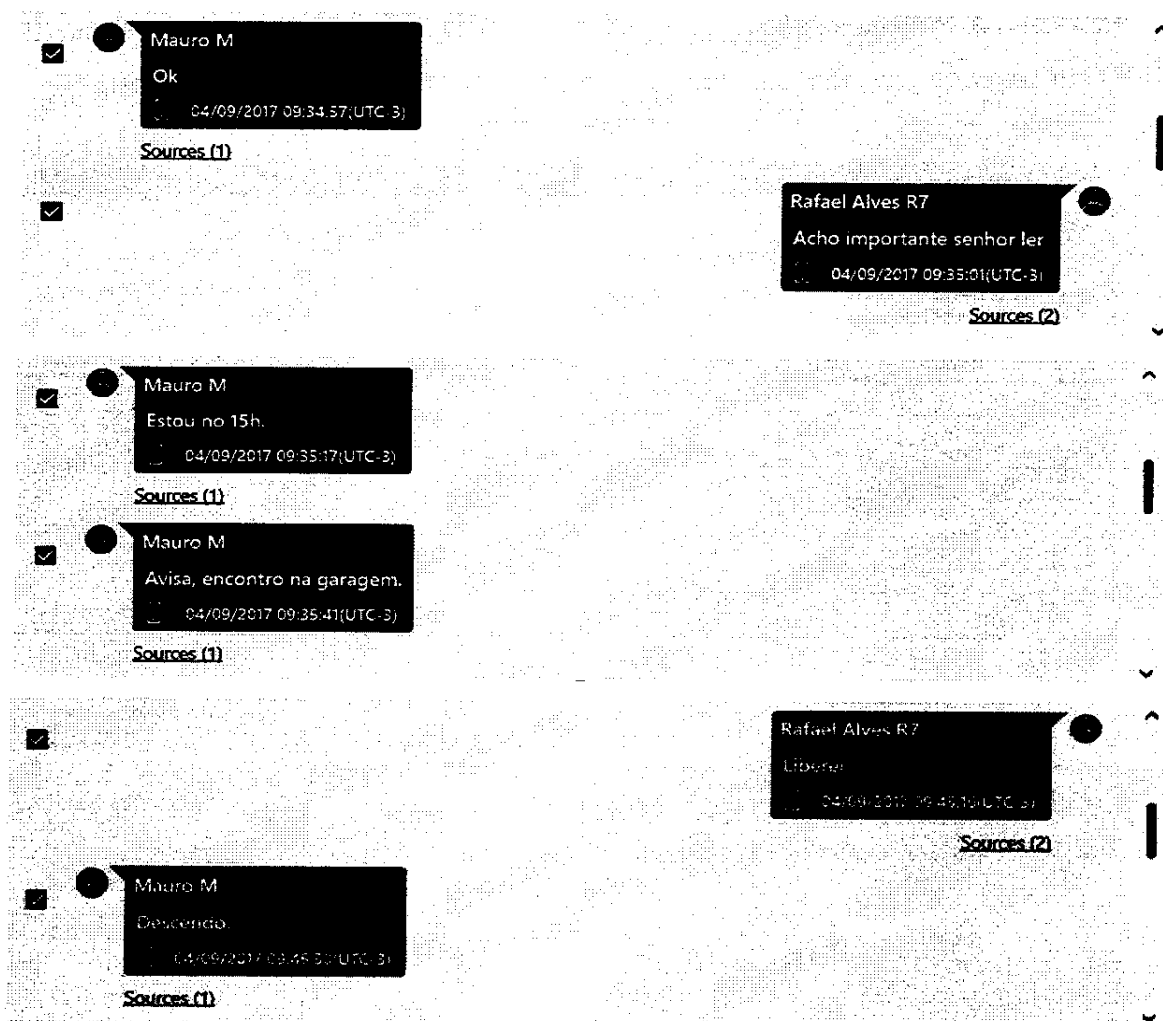 Mauro M
Ok
04/09/2017 09:34:57(UTC-3)
Sources (1)
Rafael Alves R7
Acho importante senhor ler
04/09/2017 09:35:01(UTC-3)
Sources (2)
Mauro M
Estou no 15h.
04/09/2017 09:35:17(UTC-3)
Sources (1)
Mauro M
Avisa, encontro na garagem.
04/09/2017 09:35:41(UTC-3)
Sources (1)
Rafael Alves R7
Liberei
Sources (2)
Mauro M
Descendo.
Sources (1)